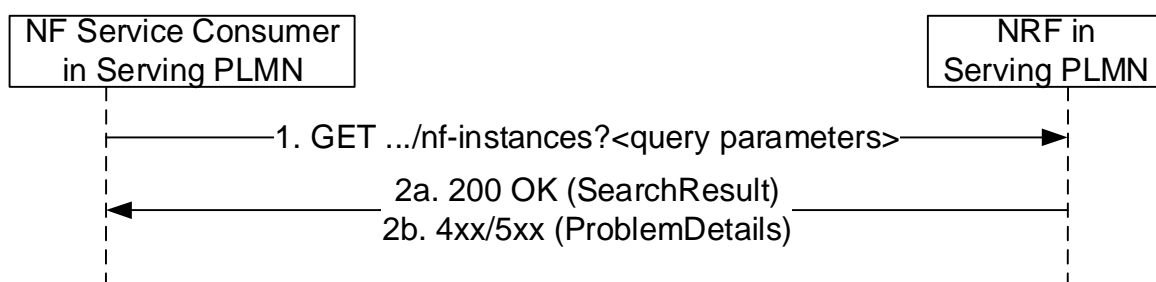 NF Service Consumer
in Serving PLMN
NRF in
Serving PLMN
1. GET .../nf-instances?<query parameters>
2a. 200 OK (SearchResult)
2b. 4xx/5xx (ProblemDetails)